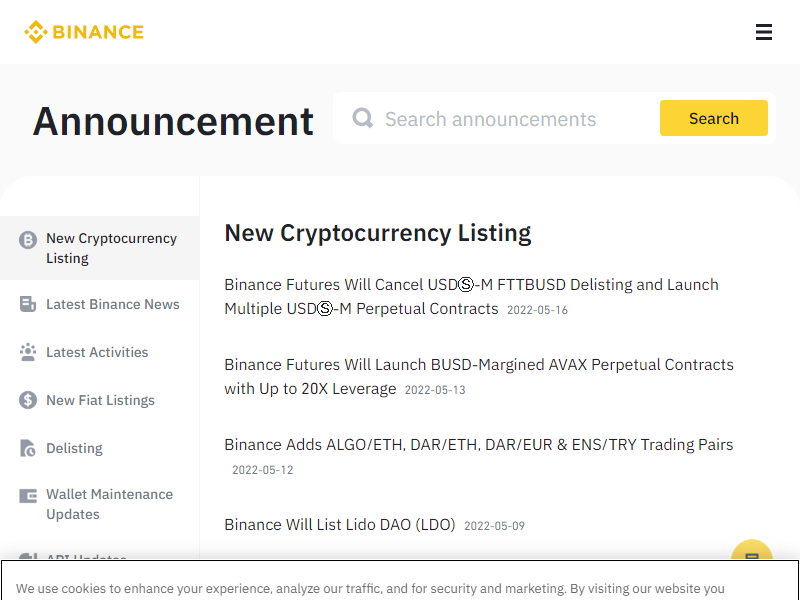 BINANCE
Announcement
Search announcements
Search
New Cryptocurrency
Listing
Latest Binance News
Latest Activities
New Fiat Listings
Delisting
Wallet Maintenance
Updates
API Updates
New Cryptocurrency Listing
Binance Futures Will Cancel USDⓈ-M FTTBUSD Delisting and Launch
Multiple USDⓈ-M Perpetual Contracts 2022-05-16
Binance Futures Will Launch BUSD-Margined AVAX Perpetual Contracts
with Up to 20X Leverage 2022-05-13
Binance Adds ALGO/ETH, DAR/ETH, DAR/EUR & ENS/TRY Trading Pairs
2022-05-12
Binance Will List Lido DAO (LDO) 2022-05-09
We use cookies to enhance your experience, analyze our traffic, and for security and marketing. By visiting our website you